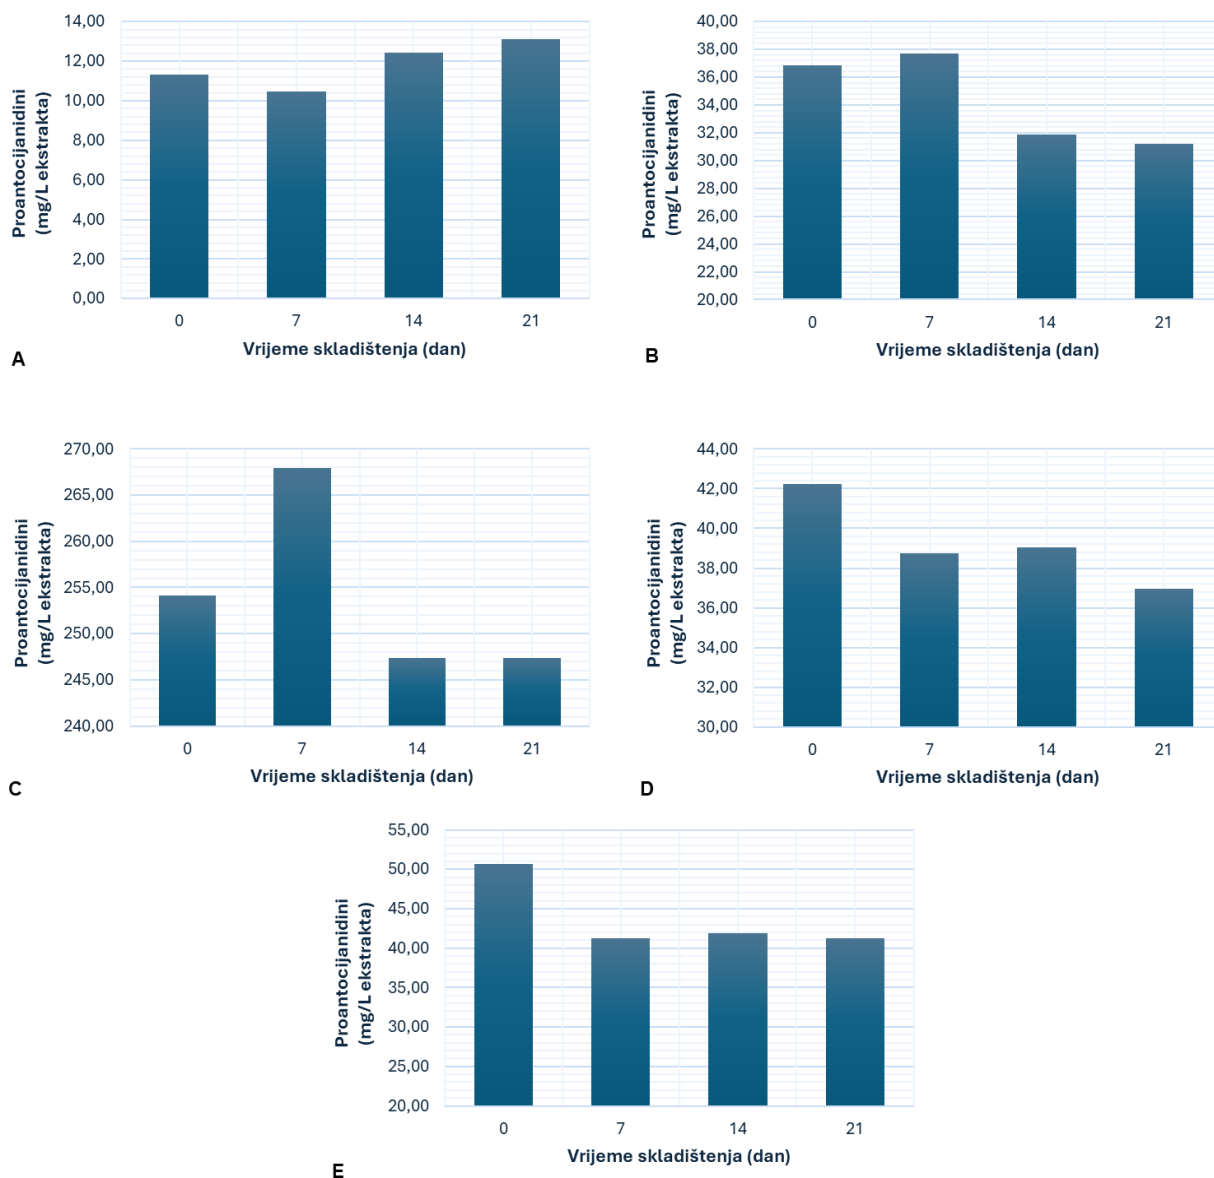 14,00
12,00
10,00
8,00
6,00
4,00
2,00
0,00
Proantocijanidini
(mg/L ekstrakta)
0 7 14 21
Vrijeme skladištenja (dan)
A
40,00
38,00
36,00
34,00
32,00
30,00
28,00
26,00
24,00
22,00
20,00
Proantocijanidini
(mg/L ekstrakta)
0 7 14 21
Vrijeme skladištenja (dan)
B
270,00
265,00
260,00
255,00
250,00
245,00
240,00
Proantocijanidini
(mg/L ekstrakta)
0 7 14 21
Vrijeme skladištenja (dan)
C
44,00
42,00
40,00
38,00
36,00
34,00
32,00
30,00
Proantocijanidini
(mg/L ekstrakta)
0 7 14 21
Vrijeme skladištenja (dan)
D
55,00
50,00
45,00
40,00
35,00
30,00
25,00
20,00
Proantocijanidini
(mg/L ekstrakta)
0 7 14 21
Vrijeme skladištenja (dan)
E